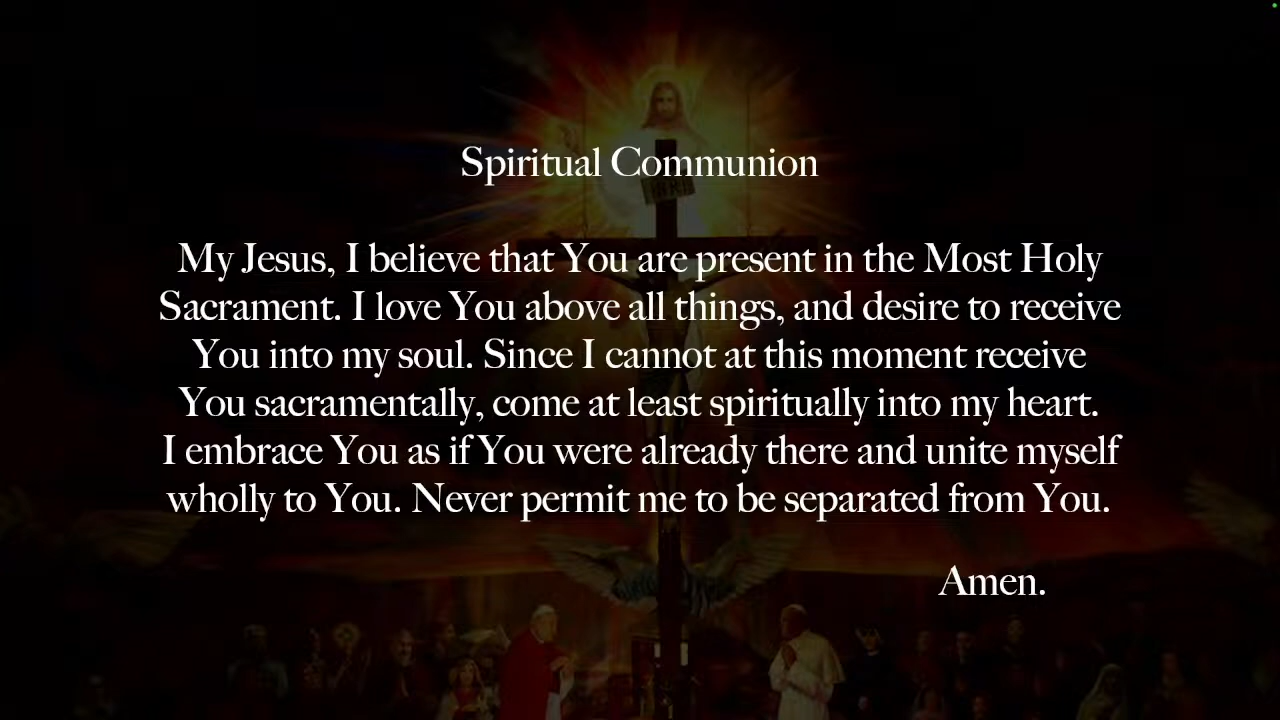 Spiritual Communion
My Jesus, I believe that You are present in the Most Holy
Sacrament. I love You above all things, and desire to receive
You into my soul. Since I cannot at this moment receive
You sacramentally, come at least spiritually into my heart.
I embrace You as if You were already there and unite myself
wholly to You. Never permit me to be separated from You.
Amen.